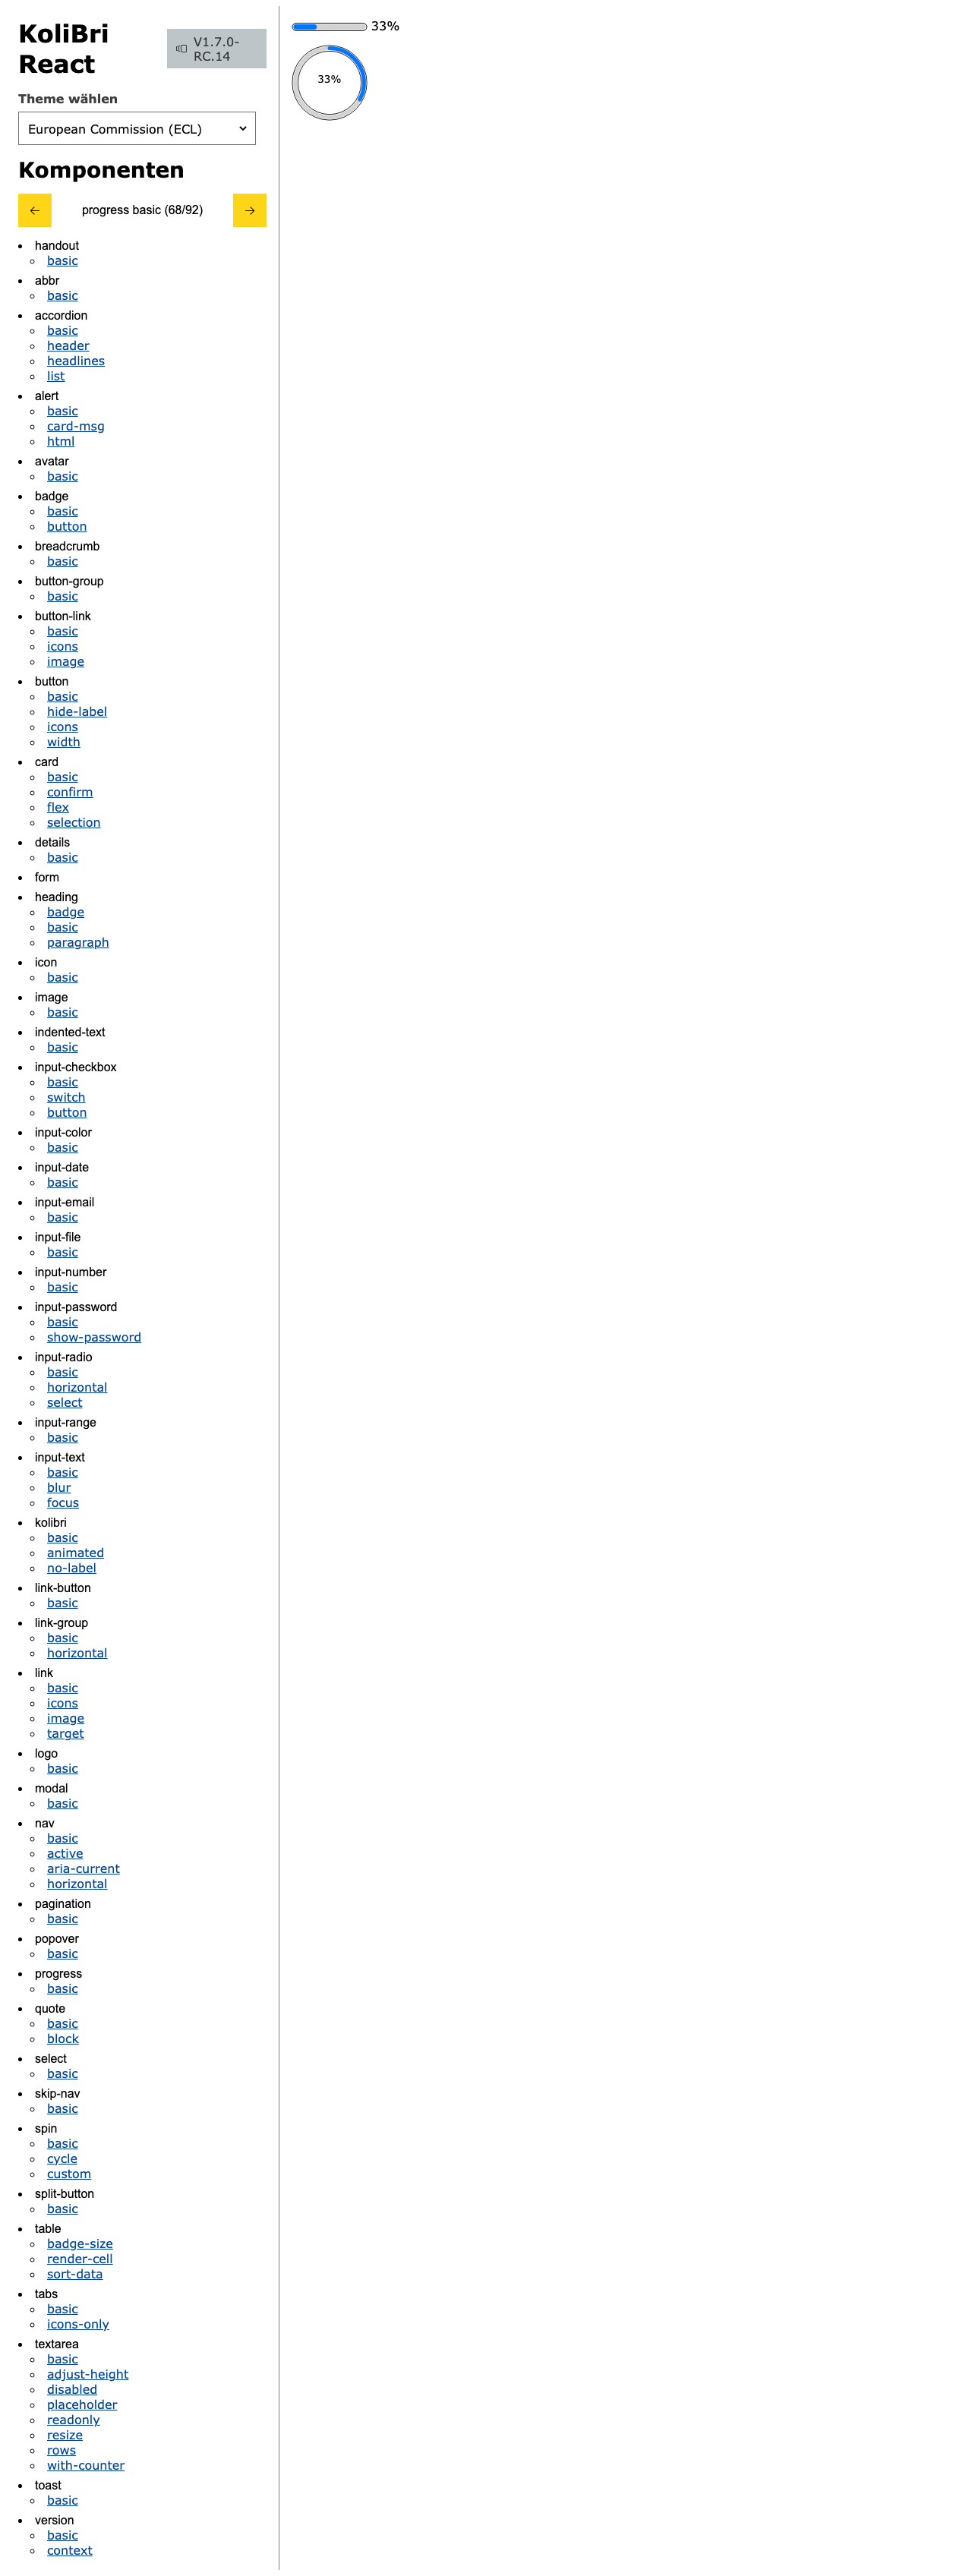 KoliBri
React
V1.7.0-
RC.14
Theme wählen
European Commission (ECL)
Komponenten
progress basic (68/92)
handout
basic
abbr
basic
accordion
basic
header
headlines
list
alert
basic
card-msg
html
avatar
basic
badge
basic
button
breadcrumb
basic
button-group
basic
button-link
basic
icons
image
button
basic
hide-label
icons
width
card
basic
confirm
flex
selection
details
basic
form
heading
badge
basic
paragraph
icon
basic
image
basic
indented-text
basic
input-checkbox
basic
switch
button
input-color
basic
input-date
basic
input-email
basic
input-file
basic
input-number
basic
input-password
basic
show-password
input-radio
basic
horizontal
select
input-range
basic
input-text
basic
blur
focus
kolibri
basic
animated
no-label
link-button
basic
link-group
basic
horizontal
link
basic
icons
image
target
logo
basic
modal
basic
nav
basic
active
aria-current
horizontal
pagination
basic
popover
basic
progress
basic
quote
basic
block
select
basic
skip-nav
basic
spin
basic
cycle
custom
split-button
basic
table
badge-size
render-cell
sort-data
tabs
basic
icons-only
textarea
basic
adjust-height
disabled
placeholder
readonly
resize
rows
with-counter
toast
basic
version
basic
context
33%
33%